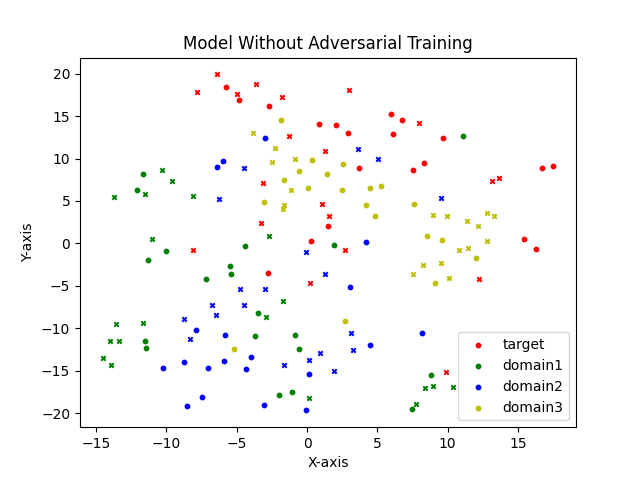 Model Without Adversarial Training
20
15
10
5
0
−5
−10
−15
−20
Y-axis
−15 −10 −5 0 5 10 15
X-axis
target
domain1
domain2
domain3